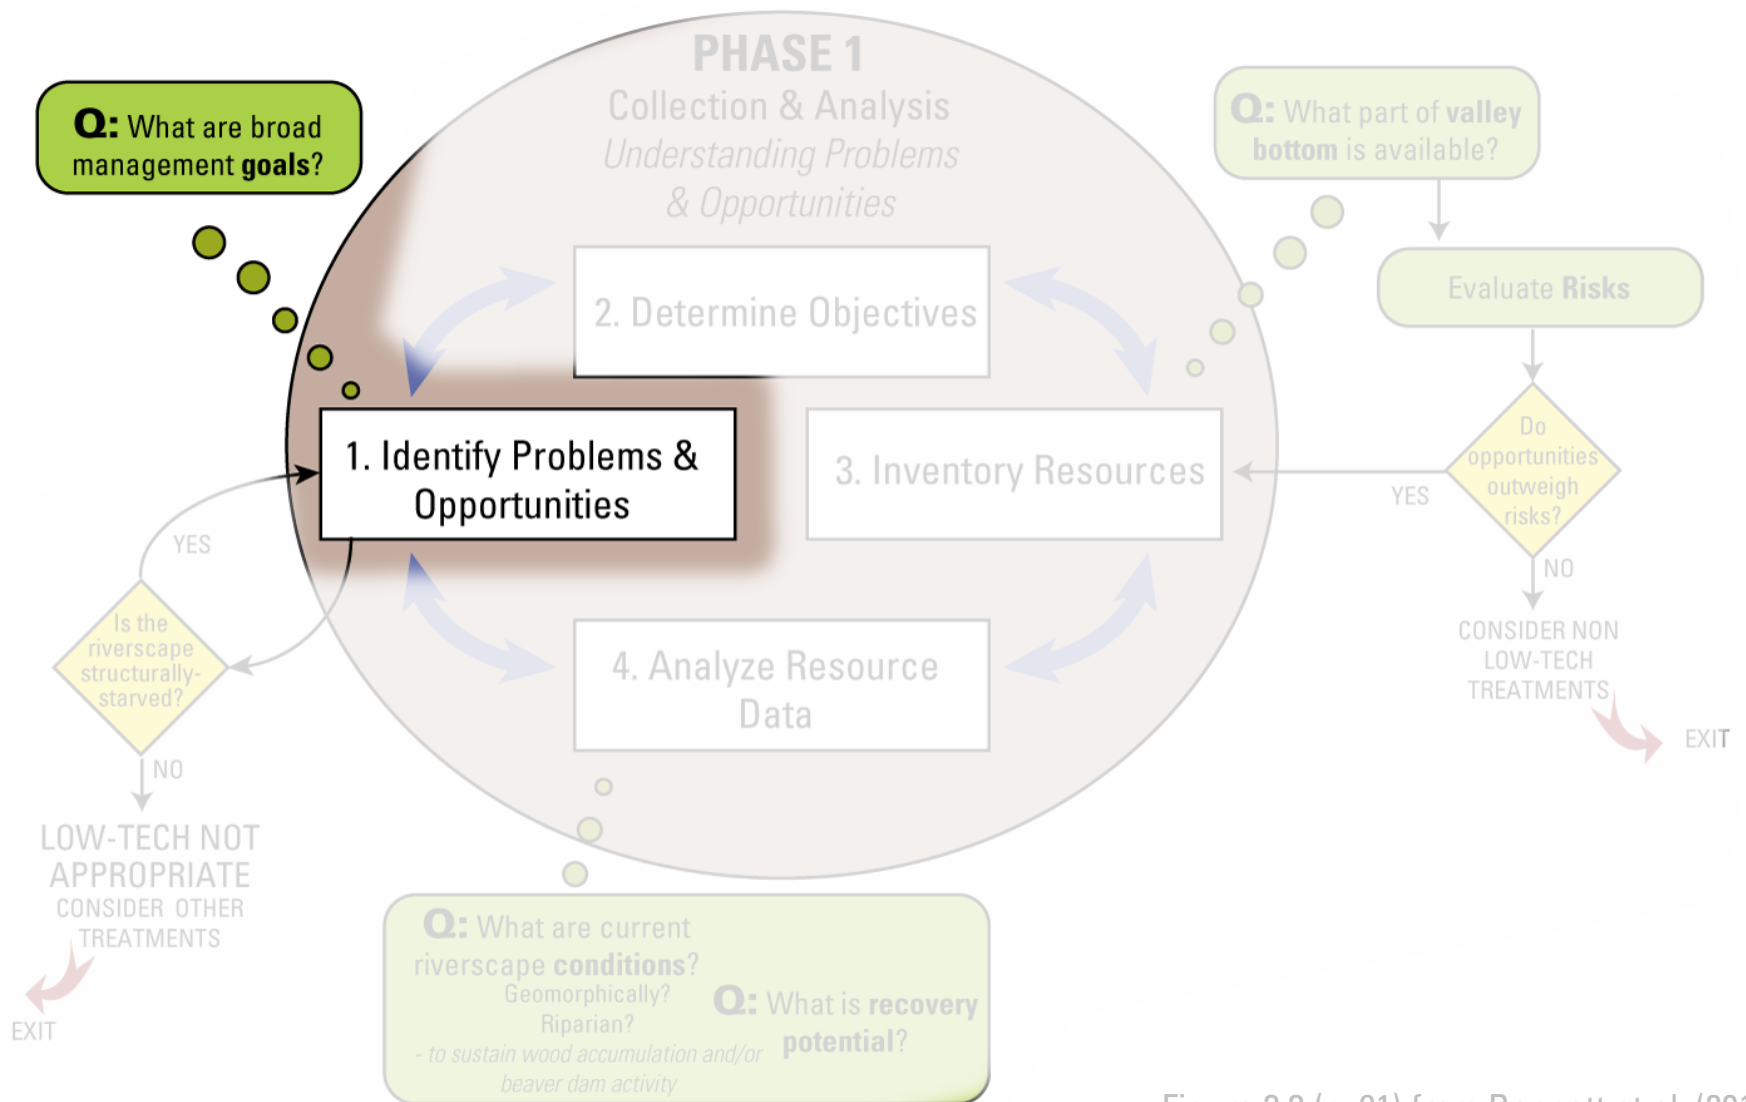 PHASE 1
Collection & Analysis
Understanding Problems
& Opportunities
Q: What are broad
management goals?
Q: What part of valley
bottom is available?
Evaluate Risks
2. Determine Objectives
1. Identify Problems &
Opportunities
3. Inventory Resources
Do
opportunities
outweigh
risks?
YES
NO
CONSIDER NON
LOW-TECH
TREATMENTS
EXIT
YES
Is the
riverscape
structurally-
starved?
NO
LOW-TECH NOT
APPROPRIATE
CONSIDER OTHER
TREATMENTS
EXIT
4. Analyze Resource
Data
Q: What are current
riverscape conditions?
Geomorphically?
Riparian?
- to sustain wood accumulation and/or
beaver dam activity
Q: What is recovery
potential?